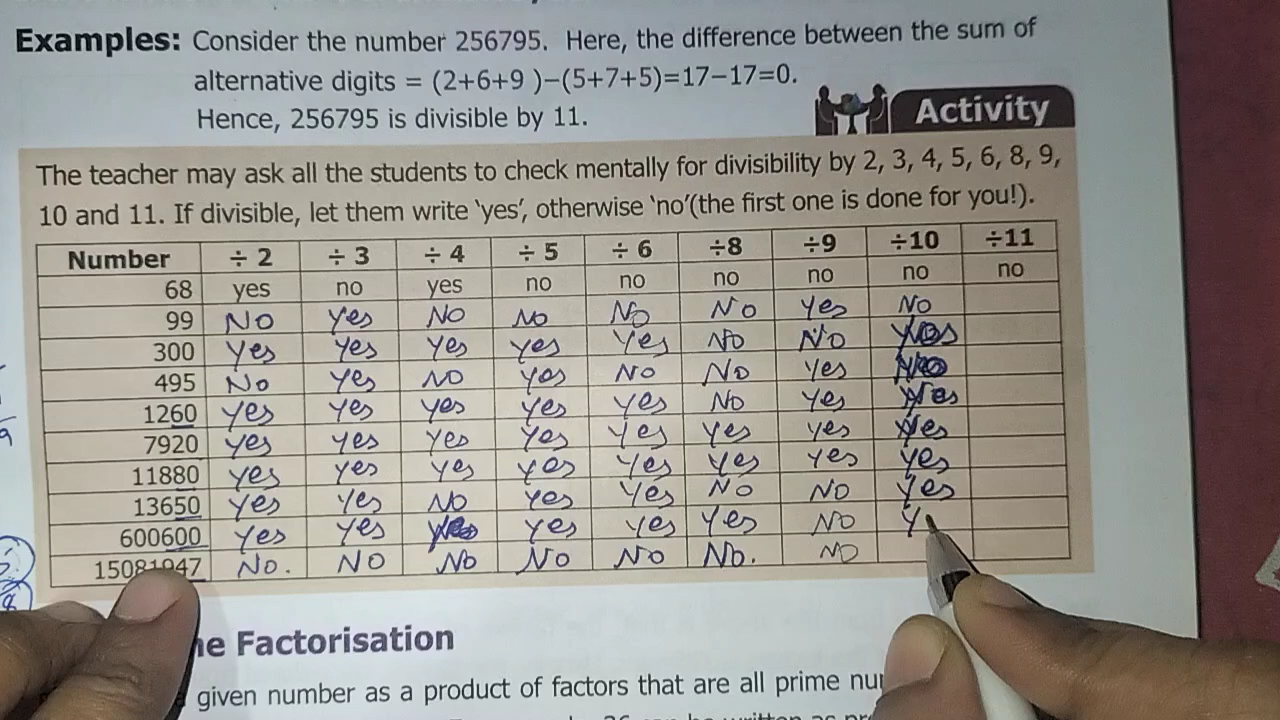 Examples: Consider the number 256795. Here, the difference between the sum of
alternative digits = (2+6+9 )−(5+7+5)=17−17=0.
Hence, 256795 is divisible by 11.
Activity
The teacher may ask all the students to check mentally for divisibility by 2, 3, 4, 5, 6, 8, 9,
10 and 11. If divisible, let them write ‘yes’, otherwise ‘no’(the first one is done for you!).
Number ÷ 2 ÷ 3 ÷ 4 ÷ 5 ÷ 6 ÷8 ÷9 ÷10 ÷11
68 yes no yes no no no no no no
99 No Yes No No No No Yes No
300 Yes Yes Yes Yes Yes No No Yes
495 No Yes No Yes No No Yes No
1260 Yes Yes Yes Yes Yes No Yes Yes
7920 Yes Yes Yes Yes Yes Yes Yes Yes
11880 Yes Yes Yes Yes Yes Yes Yes Yes
13650 Yes Yes No Yes Yes No No Yes
600600 Yes Yes Yes Yes Yes Yes No Y
15081947 No. No No No No No. No
Factorisation
given number as a product of factors that are all prime